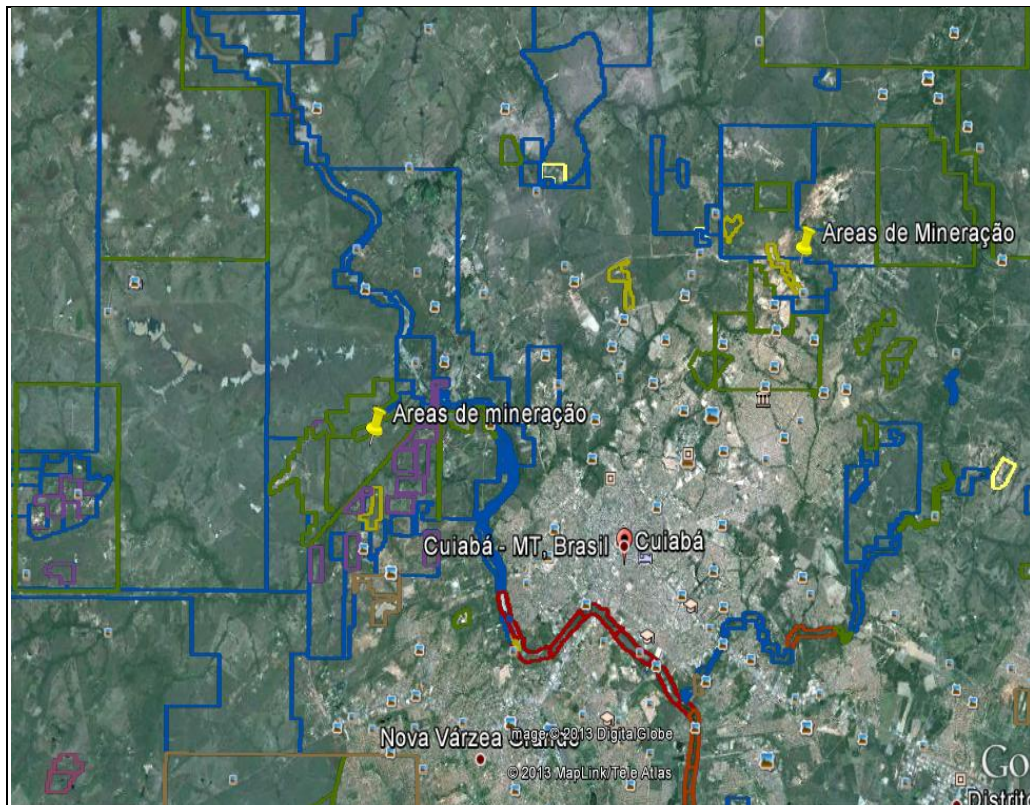 Areas de Mineração
Areas de mineração
Cuiabá - MT, Brasil
Cuiabá
Nova Várzea Grande
Image © 2013 DigitalGlobe
© 2013 MapLink/Tele Atlas
Go
Distrit